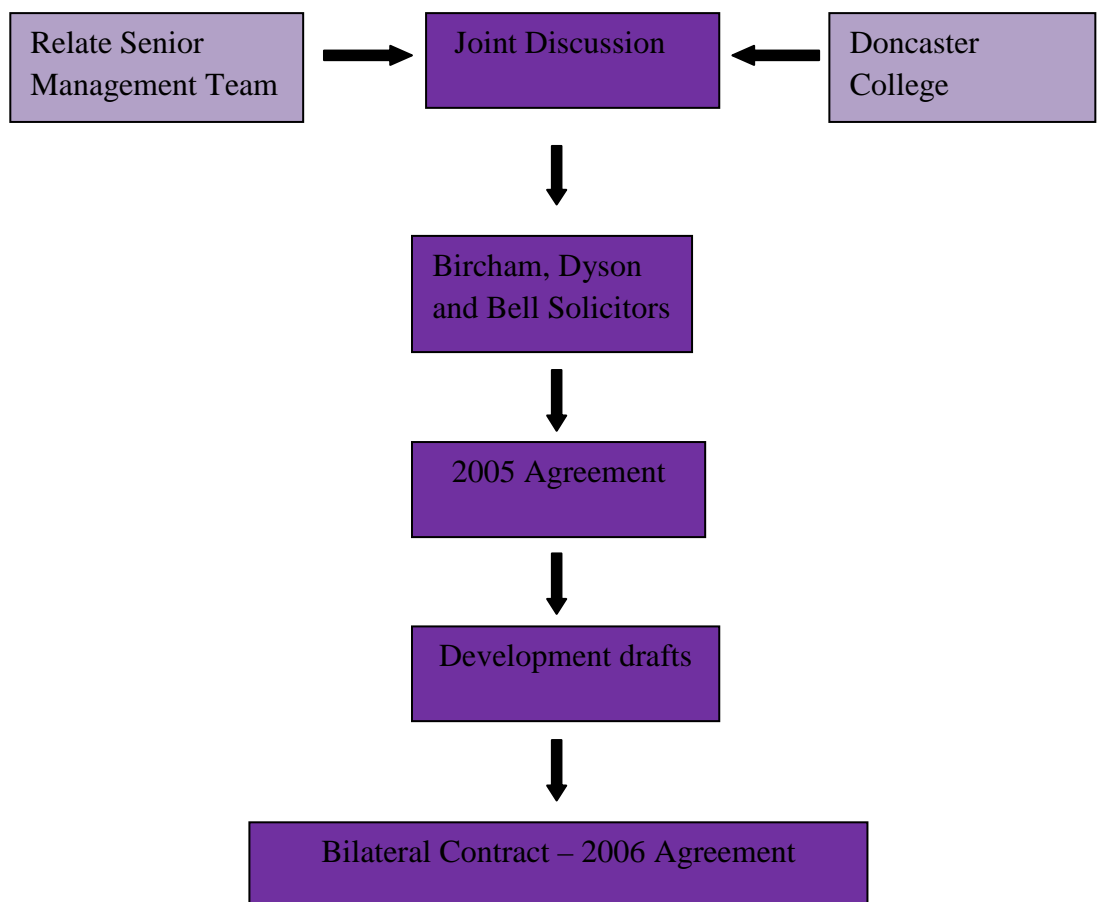 Relate Senior
Management Team
Joint Discussion
Doncaster
College
Bircham, Dyson
and Bell Solicitors
2005 Agreement
Development drafts
Bilateral Contract – 2006 Agreement